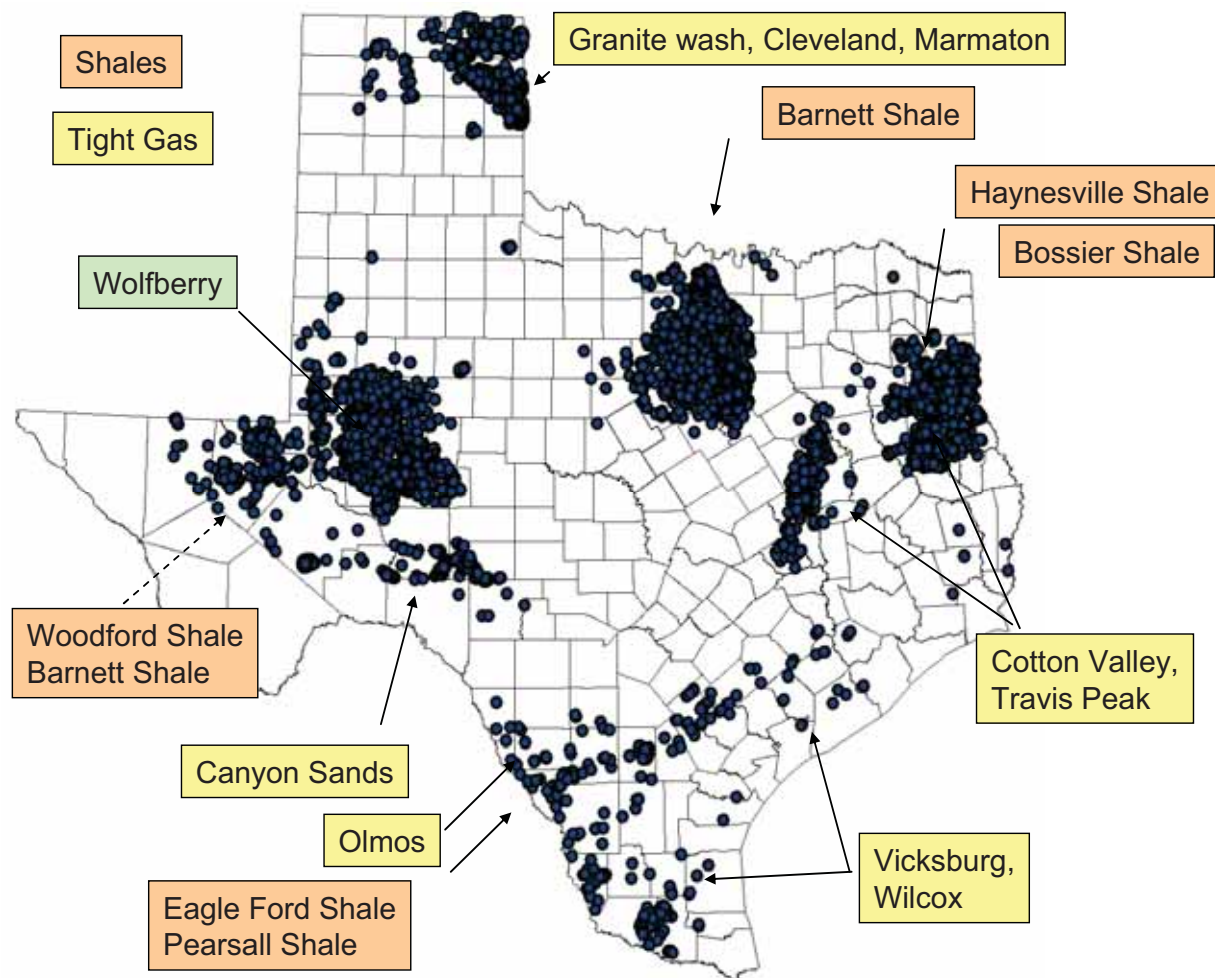 Shales
Tight Gas
Granite wash, Cleveland, Marmaton
Barnett Shale
Haynesville Shale
Bossier Shale
Wolfberry
Woodford Shale
Barnett Shale
Canyon Sands
Olmos
Eagle Ford Shale
Pearsall Shale
Cotton Valley,
Travis Peak
Vicksburg,
Wilcox